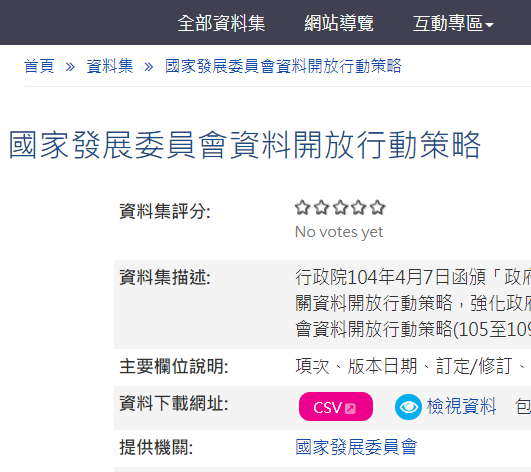 全部資料集 網站導覽 互動專區
首頁 » 資料集 » 國家發展委員會資料開放行動策略
國家發展委員會資料開放行動策略
資料集評分:
No votes yet
資料集描述: 行政院104年4月7日函頒「政府
關資料開放行動策略，強化政府
會資料開放行動策略(105至109
主要欄位說明: 項次、版本日期、訂定/修訂、
資料下載網址: CSV 檢視資料 包
提供機關: 國家發展委員會